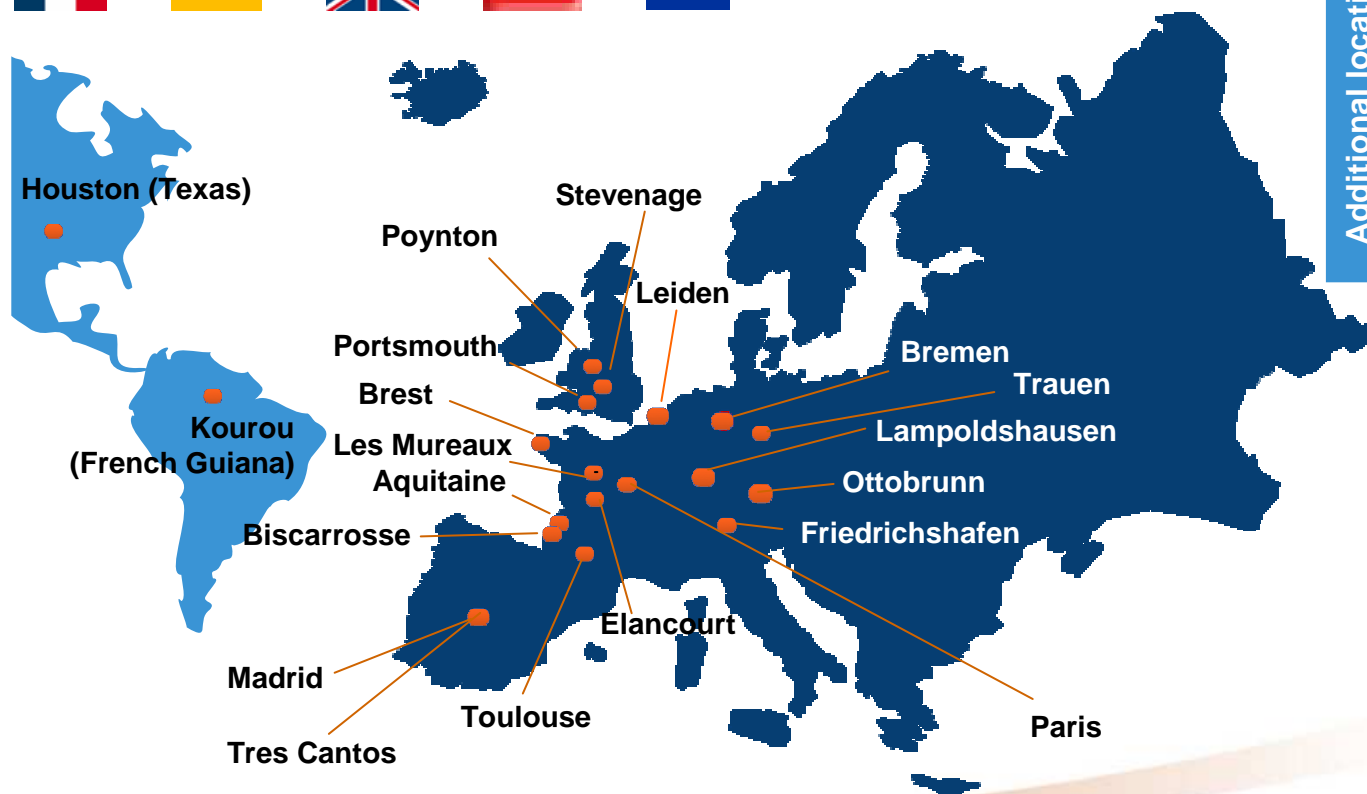 Additional
Houston (Texas)
Stevenage
Poynton
Leiden
Portsmouth
Bremen
Brest
Trauen
Kourou
(French Guiana)
Les Mureaux
Lampoldshausen
Aquitaine
Ottobrunn
Biscarrosse
Friedrichshafen
Elancourt
Madrid
Toulouse
Paris
Tres Cantos